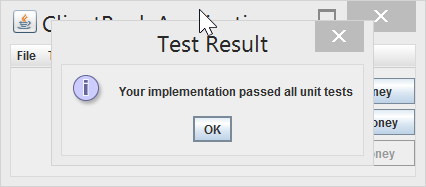 Test Result
File
Your implementation passed all unit tests
OK